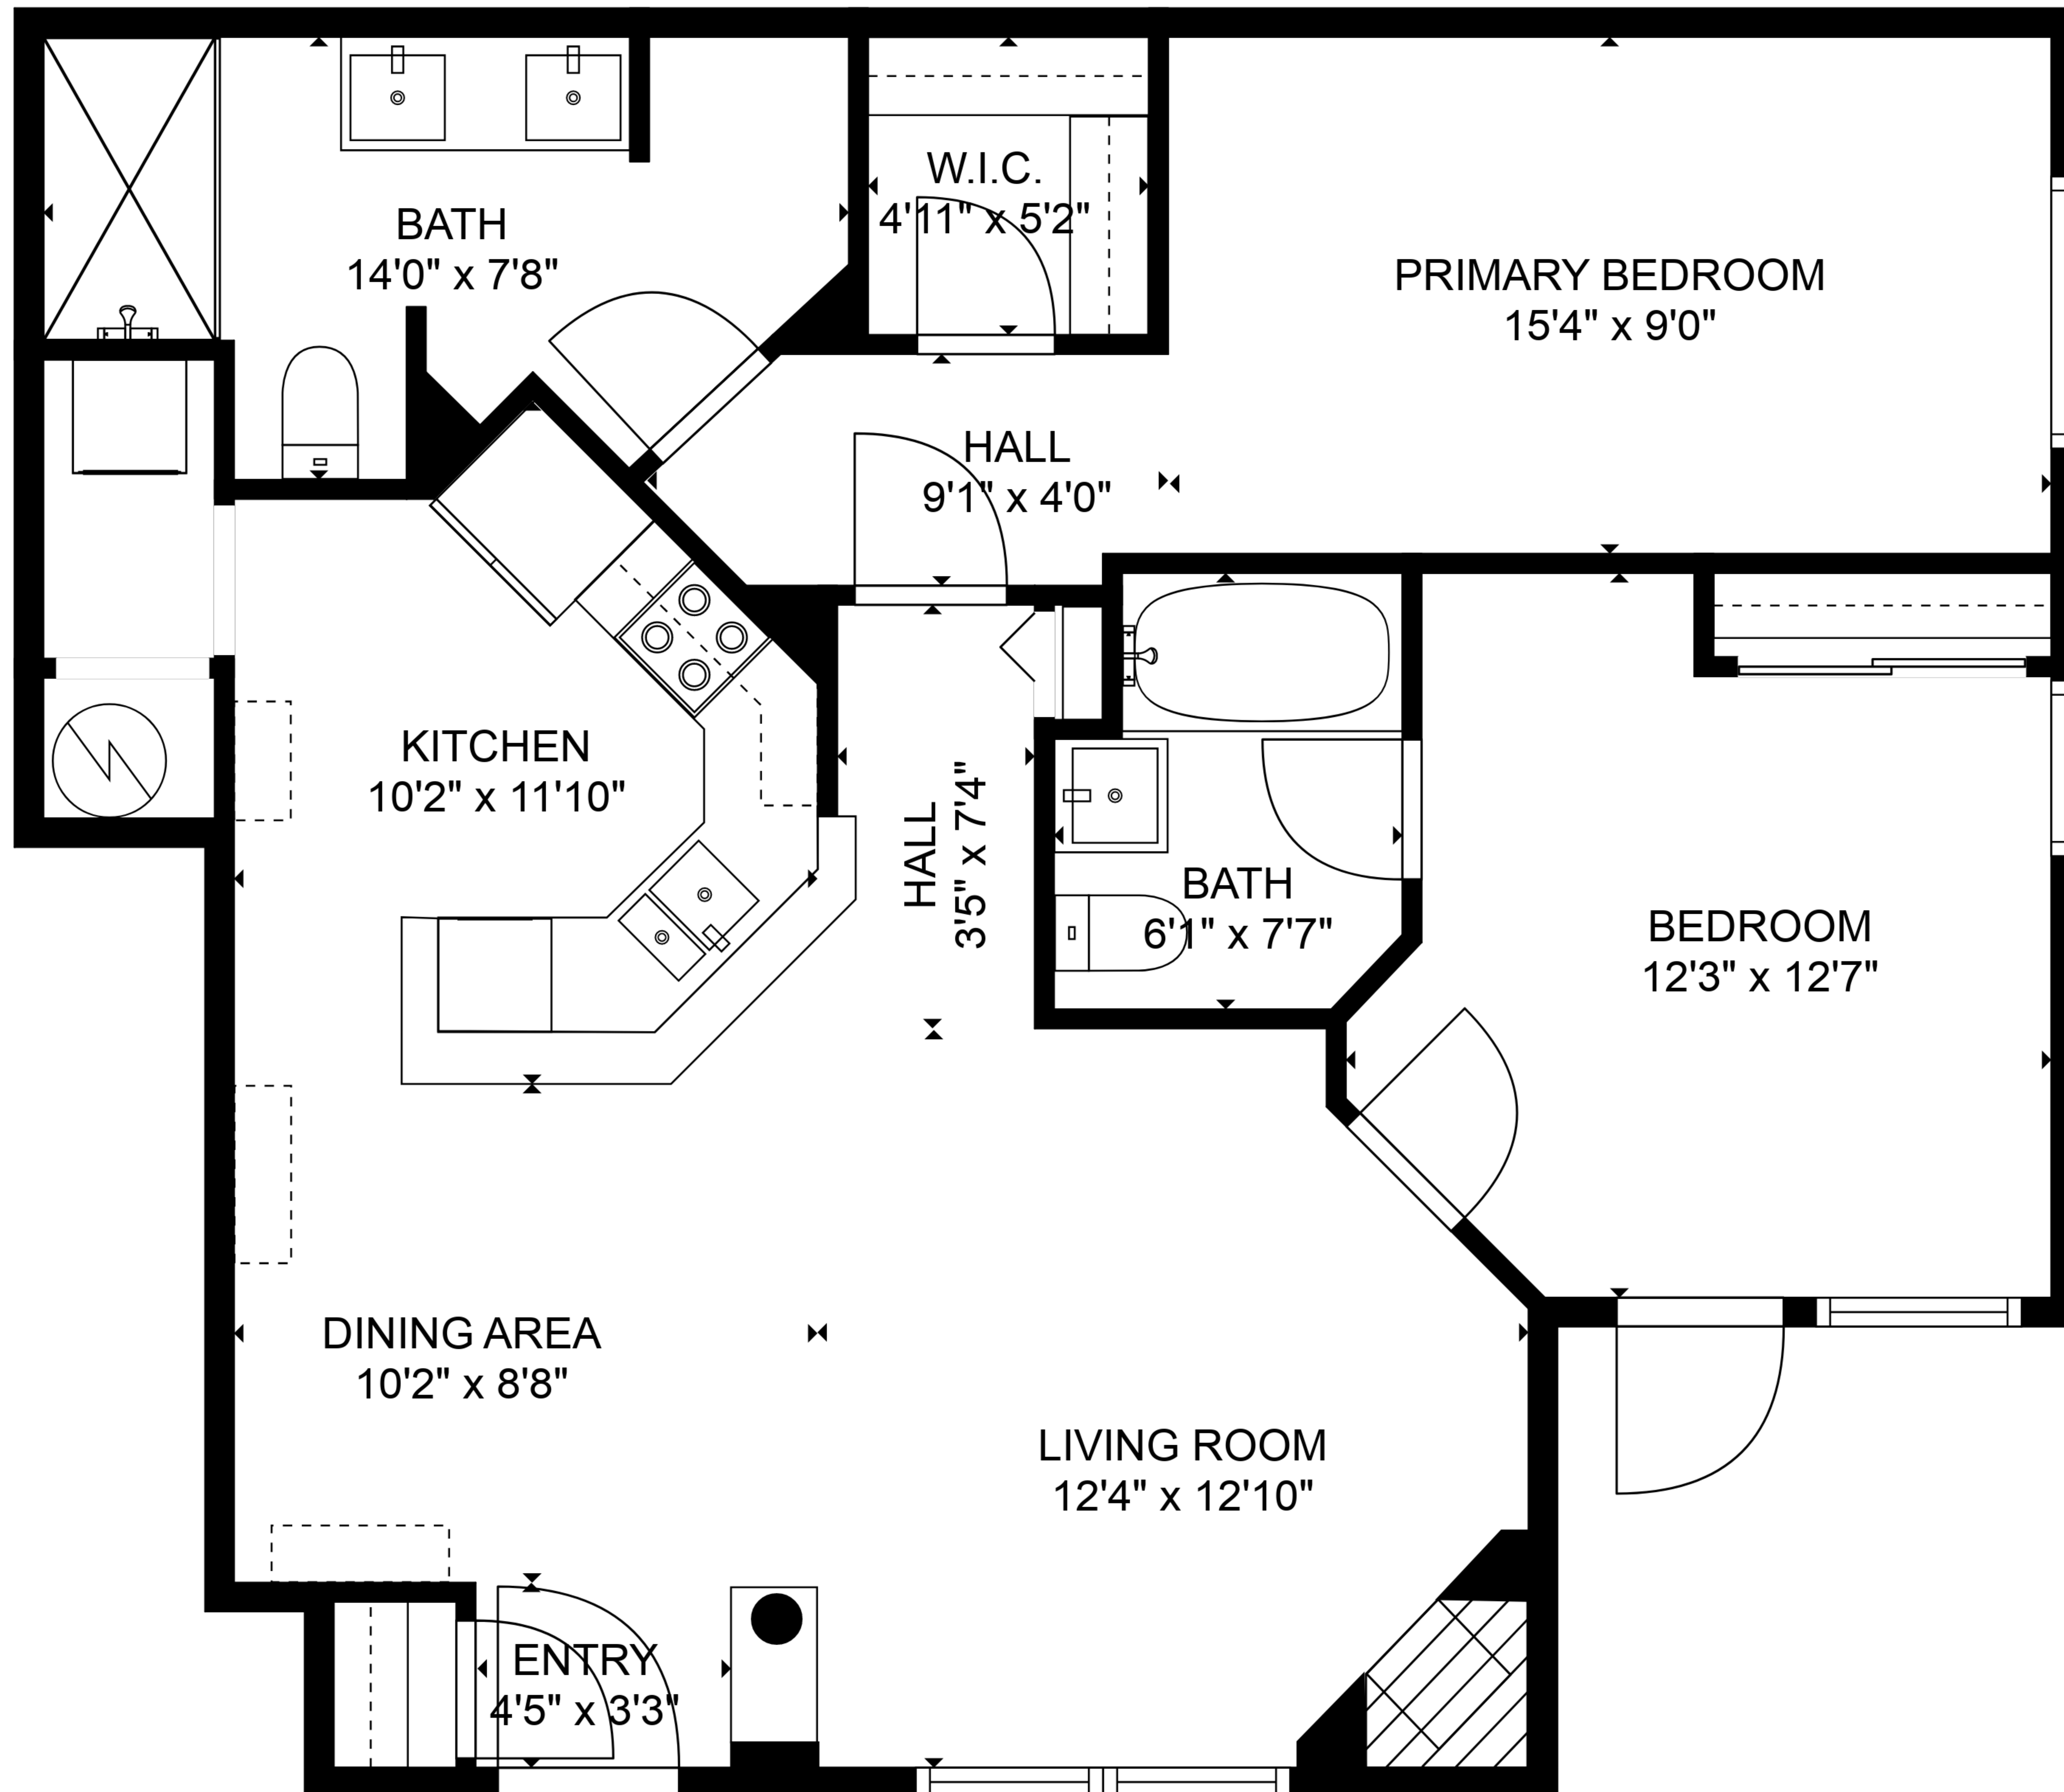 BATH
14'0" x 7'8"
W.I.C.
4'11" x 5'2"
PRIMARY BEDROOM
15'4" x 9'0"
HALL
9'1" x 4'0"
KITCHEN
10'2" x 11'10"
HALL
3'5" x 7'4"
BATH
6'1" x 7'7"
BEDROOM
12'3" x 12'7"
DINING AREA
10'2" x 8'8"
LIVING ROOM
12'4" x 12'10"
ENTRY
4'5" x 3'3"